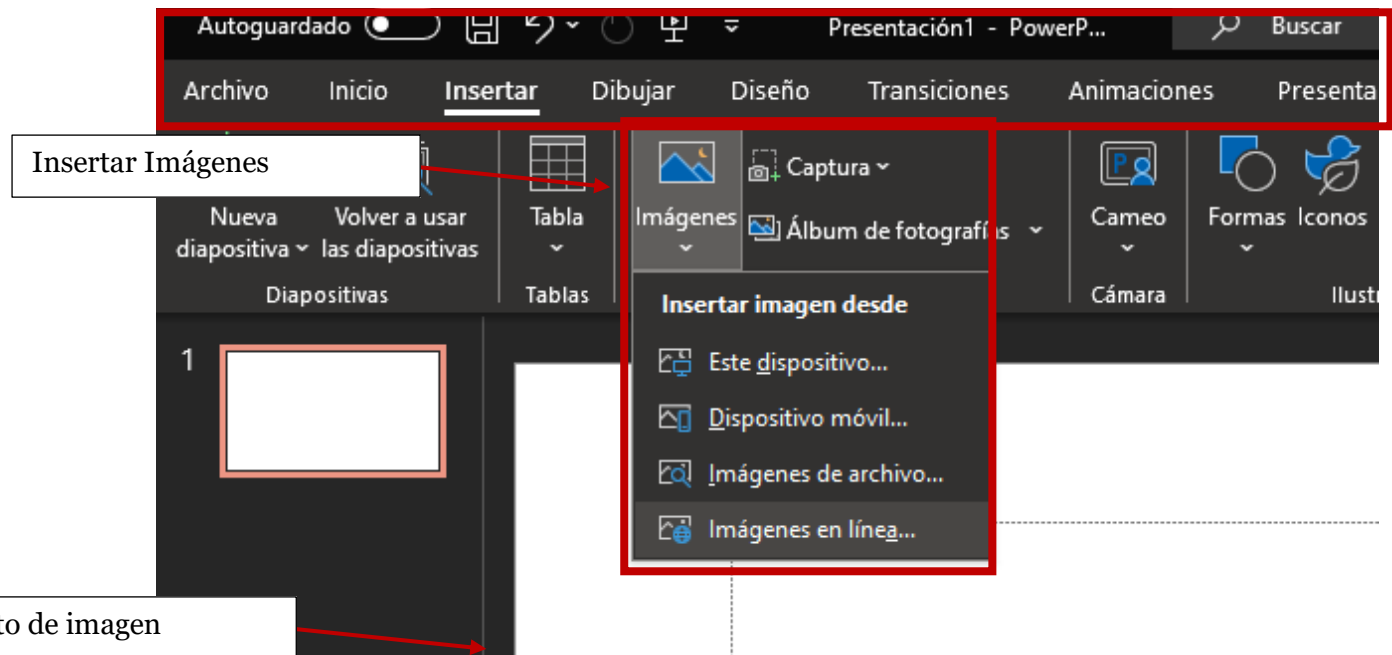 Autoguardado Presentación1 - PowerP... Buscar
Archivo Inicio Insertar Dibujar Diseño Transiciones Animaciones Presenta
Insertar Imágenes
Nueva diapositiva
Volver a usar las diapositivas
Tabla
Imágenes
Captura
Álbum de fotografías
Cameo
Formas
Iconos
Diapositivas
Tablas
Cámara
Ilustr
Insertar imagen desde
1
Este dispositivo...
Dispositivo móvil...
Imágenes de archivo...
Imágenes en línea...
to de imagen